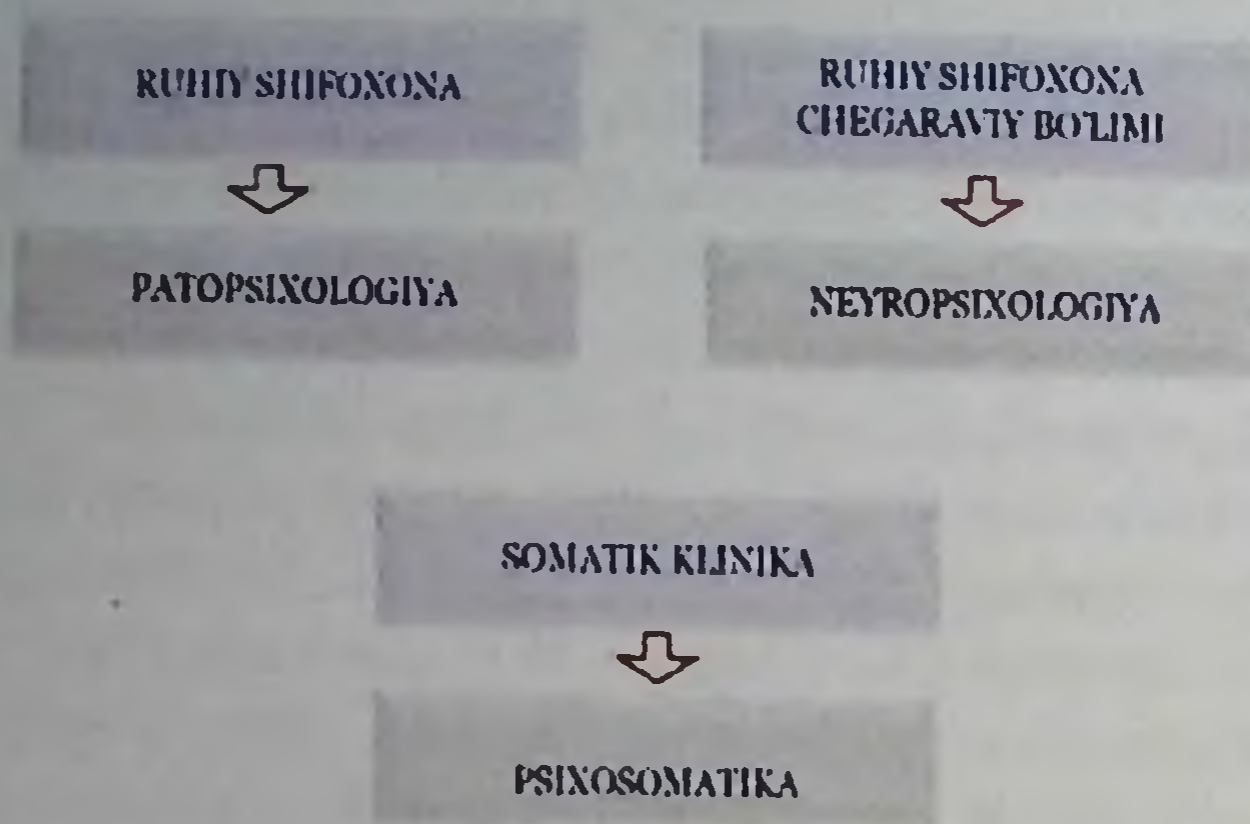 RUHIY SHIFOXONA
RUHIY SHIFOXONA
CHEGARAVIY BO'LIMI
PATOPSIXOLOGIYA
NEYROPSIXOLOGIYA
SOMATIK KLINIKA
PSIXOSOMATIKA